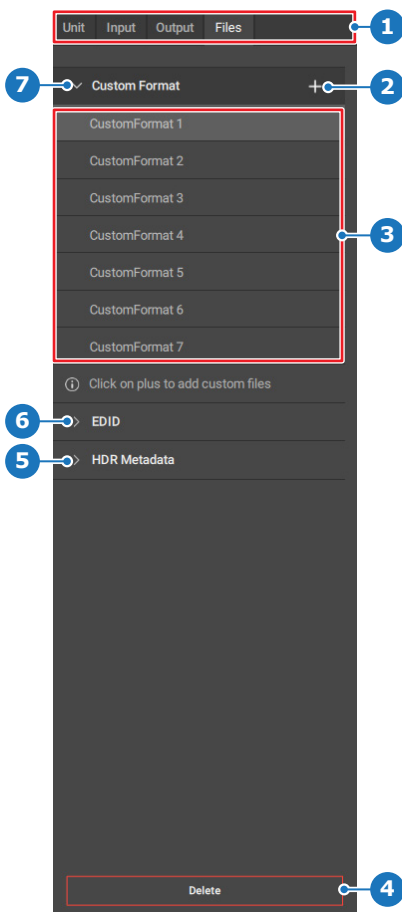 Unit Input Output Files 1
7 Custom Format + 2
CustomFormat 1
CustomFormat 2
CustomFormat 3
CustomFormat 4 3
CustomFormat 5
CustomFormat 6
CustomFormat 7
Click on plus to add custom files
6 EDID
5 HDR Metadata
Delete 4